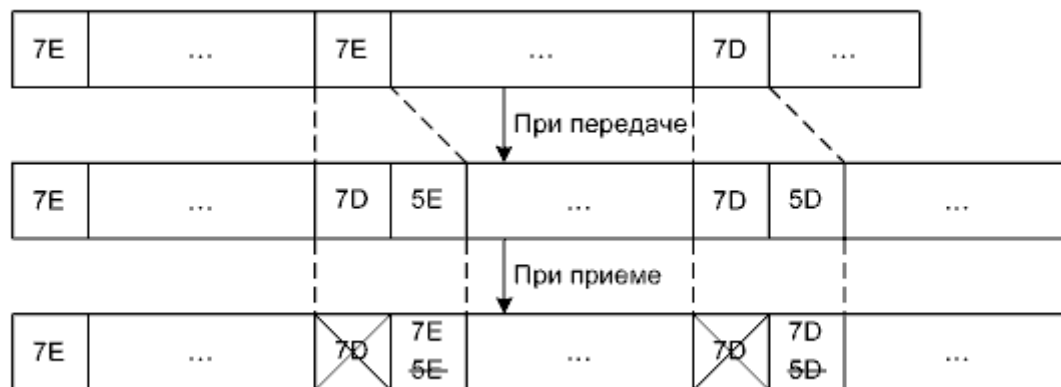 7E ... 7E ... 7D ...
При передаче
7E ... 7D 5E ... 7D 5D ...
При приеме
7E ... 7D 7E ... 7D 7D ...
5E 5D